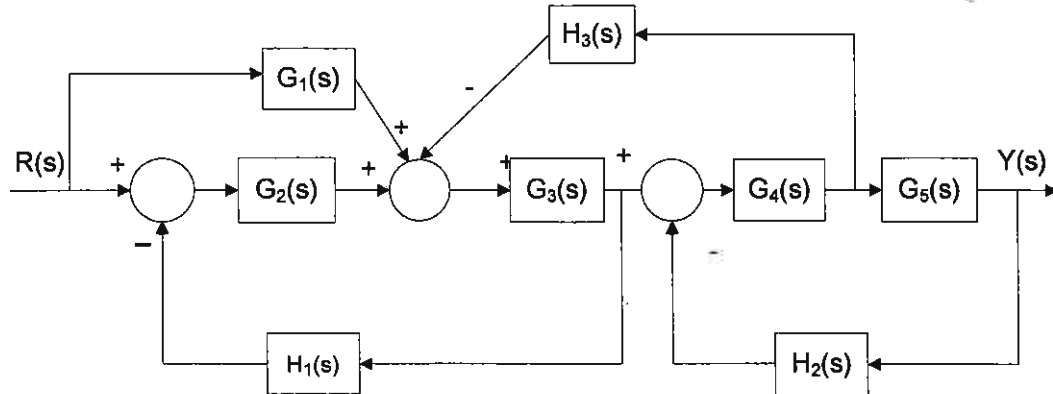 H₃(s)
G₁(s)
-
+
R(s) + + + + Y(s)
G₂(s) G₃(s) G₄(s) G₅(s)
− -
H₁(s) H₂(s)